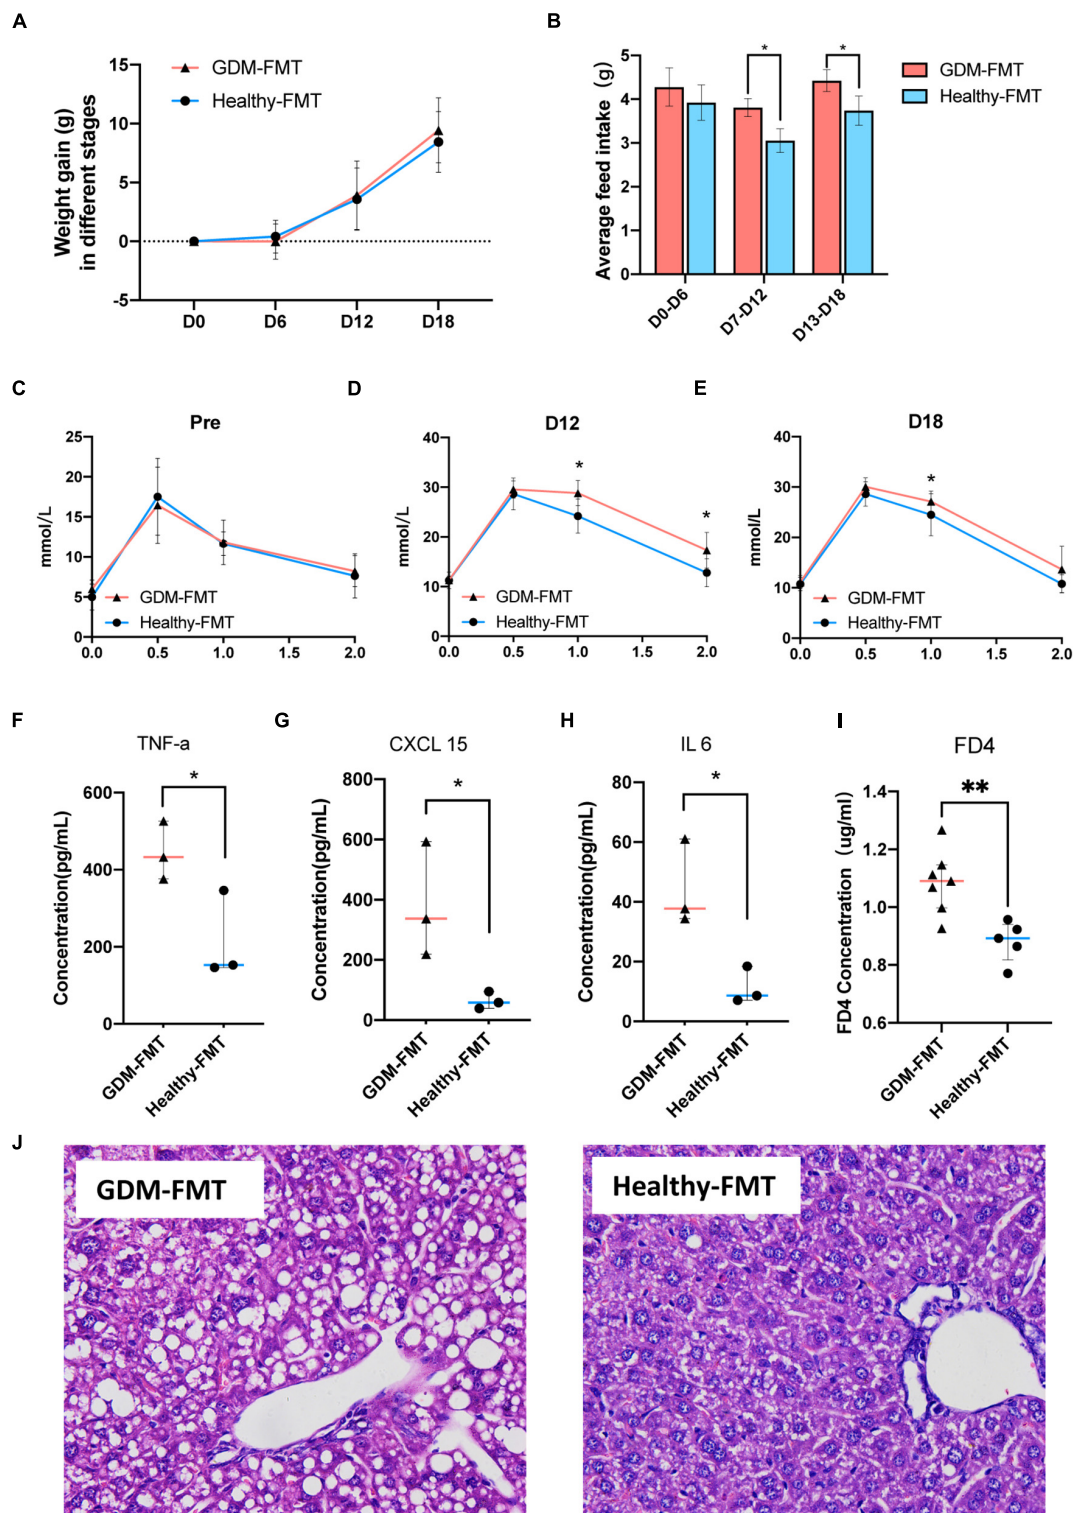 A
GDM-FMT
Healthy-FMT
Weight gain (g)
in different stages
15
10
5
0
-5
D0
D6
D12
D18
B
GDM-FMT
Healthy-FMT
Average feed intake (g)
5
4
3
2
1
0
*
*
D0-D6
D7-D12
D13-D18
C
Pre
mmol/L
25
20
15
10
5
0
GDM-FMT
Healthy-FMT
0.0
0.5
1.0
1.5
2.0
D
D12
mmol/L
40
30
20
10
0
*
*
GDM-FMT
Healthy-FMT
0.0
0.5
1.0
1.5
2.0
E
D18
mmol/L
40
30
20
10
0
*
GDM-FMT
Healthy-FMT
0.0
0.5
1.0
1.5
2.0
F
TNF-a
Concentration(pg/mL)
600
400
200
0
*
GDM-FMT
Healthy-FMT
G
CXCL 15
Concentration(pg/mL)
800
600
400
200
0
*
GDM-FMT
Healthy-FMT
H
IL 6
Concentration(pg/mL)
80
60
40
20
0
*
GDM-FMT
Healthy-FMT
I
FD4
FD4 Concentration (ug/ml)
1.4
1.2
1.0
0.8
0.6
**
GDM-FMT
Healthy-FMT
J
GDM-FMT
Healthy-FMT